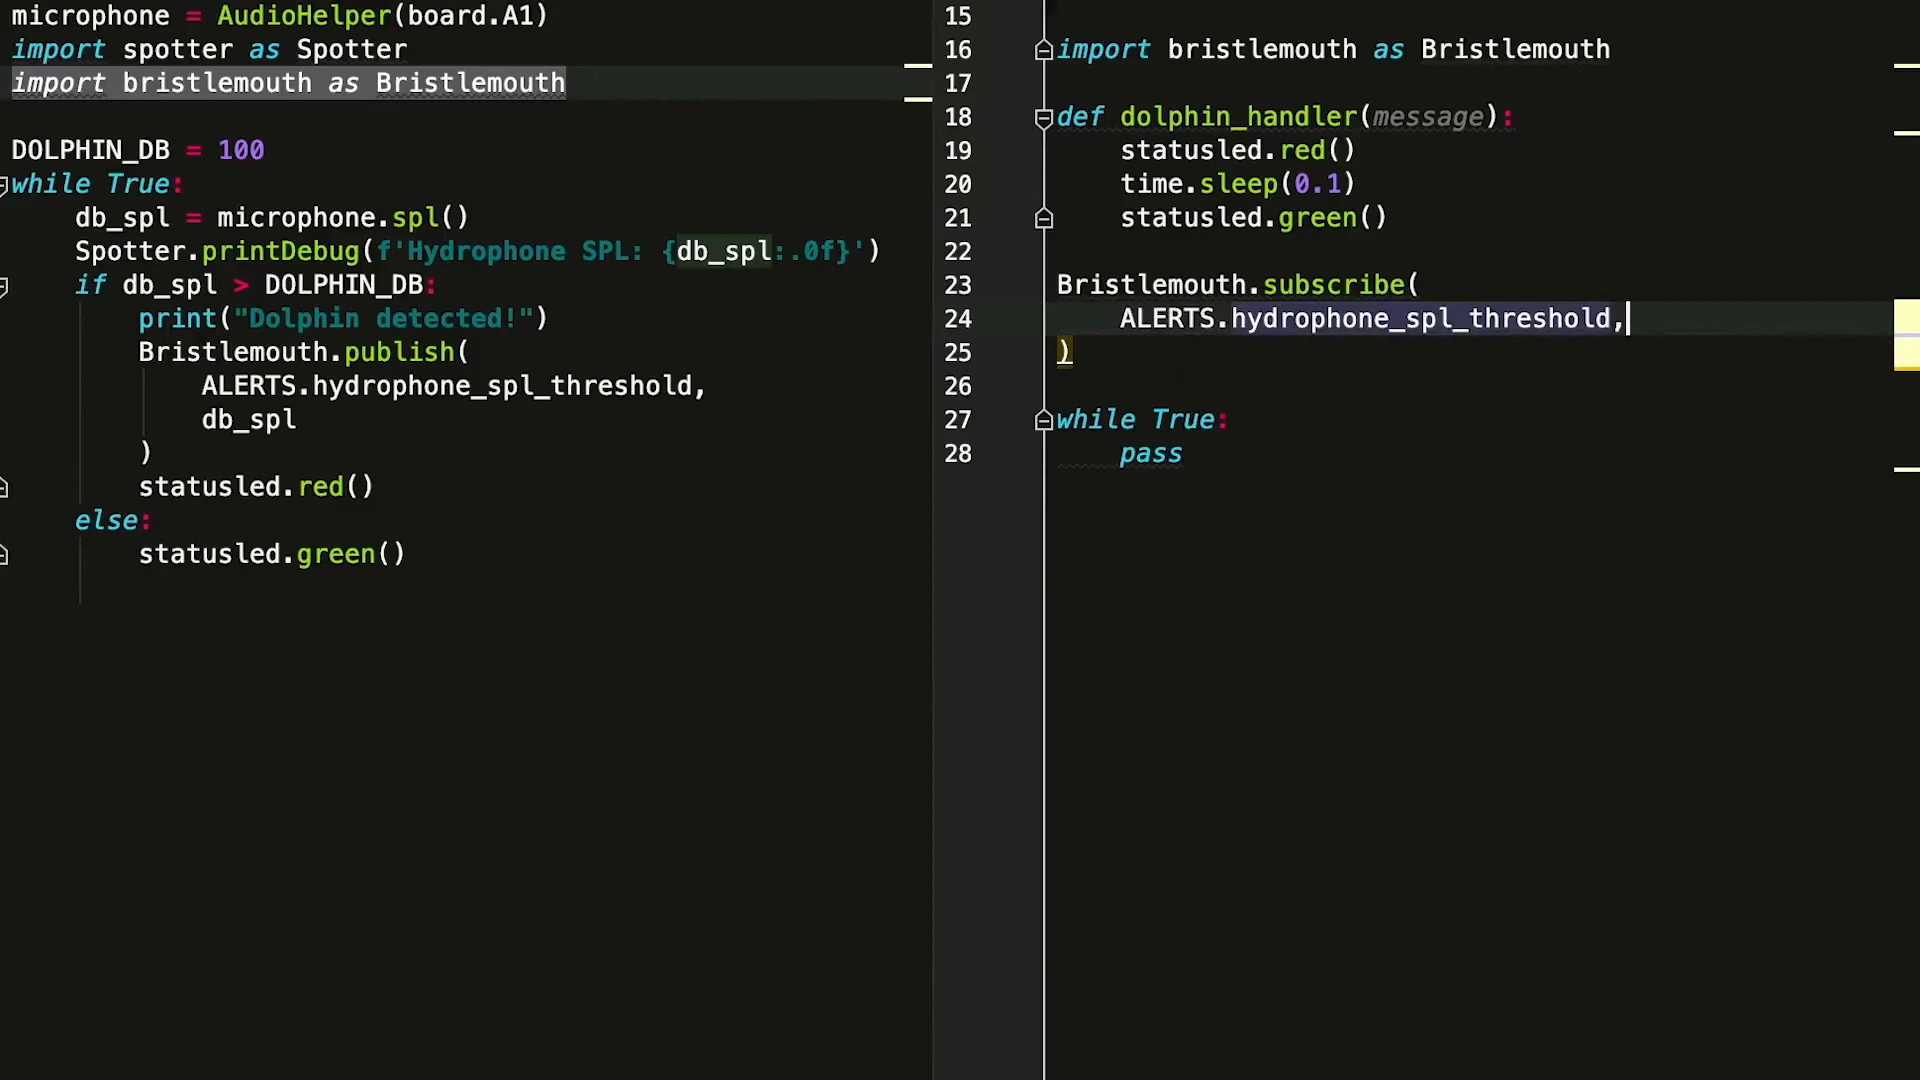 microphone = AudioHelper(board.A1)
import spotter as Spotter
import bristlemouth as Bristlemouth
DOLPHIN_DB = 100
while True:
    db_spl = microphone.spl()
    Spotter.printDebug(f'Hydrophone SPL: {db_spl:.0f}')
    if db_spl > DOLPHIN_DB:
        print("Dolphin detected!")
        Bristlemouth.publish(
            ALERTS.hydrophone_spl_threshold,
            db_spl
        )
        statusled.red()
    else:
        statusled.green()
15
16 import bristlemouth as Bristlemouth
17
18 def dolphin_handler(message):
19     statusled.red()
20     time.sleep(0.1)
21     statusled.green()
22
23 Bristlemouth.subscribe(
24     ALERTS.hydrophone_spl_threshold,
25 )
26
27 while True:
28     pass